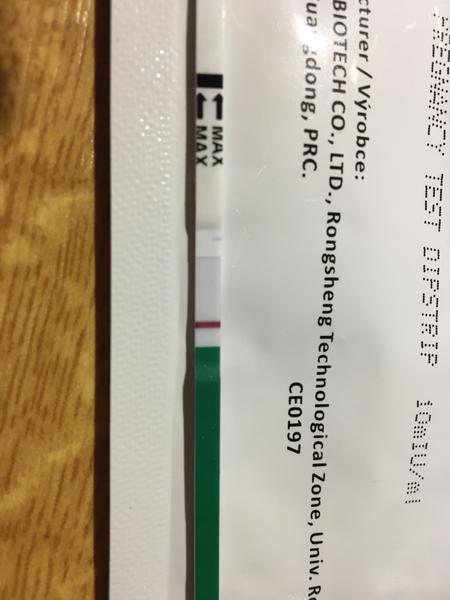 PREGNANCY TEST DIPSTRIP 10mIU/ml
cturer / Výrobce:
BIOTECH CO., LTD., Rongsheng Technological Zone, Univ. R
dong, PRC.
CE0197
MAX
MAX